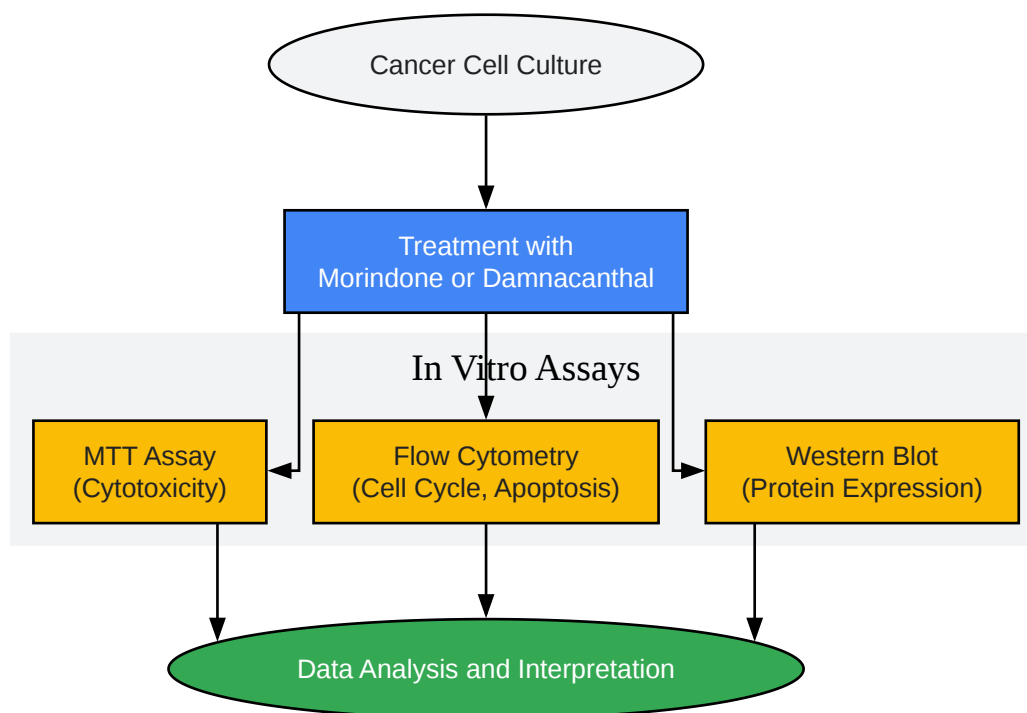 Cancer Cell Culture
Treatment with
Morindone or Damnacanthal
In Vitro Assays
MTT Assay
(Cytotoxicity)
Flow Cytometry
(Cell Cycle, Apoptosis)
Western Blot
(Protein Expression)
Data Analysis and Interpretation